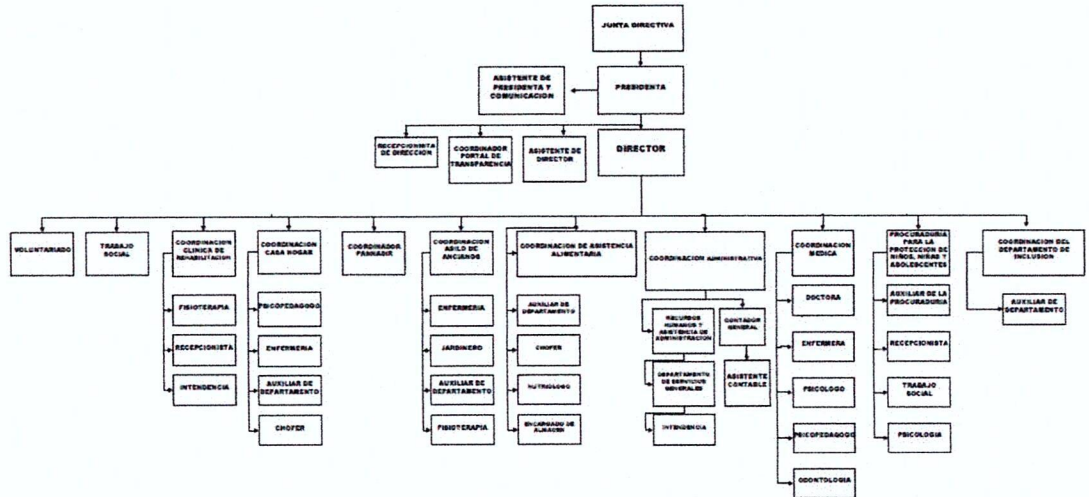 JUNTA DIRECTIVA
ASISTENTE DE
PRESIDENTA Y
COMUNICACION
PRESIDENTA
RECEPCIONISTA
DE DIRECCION
COORDINADOR
PORTAL DE
TRANSPARENCIA
ASISTENTE DE
DIRECTOR
DIRECTOR
VOLUNTARIADO
TRABAJO
SOCIAL
COORDINACION
CLINICA DE
REHABILITACION
FISIOTERAPIA
RECEPCIONISTA
INTENDENCIA
COORDINACION
CASA HOGAR
PSICOPEDAGOGO
ENFERMERIA
AUXILIAR DE
DEPARTAMENTO
CHOFER
COORDINADOR
PANNADIF
COORDINACION
ASILO DE
ANCIANOS
ENFERMERIA
JARDINERO
AUXILIAR DE
DEPARTAMENTO
FISIOTERAPIA
COORDINACION DE ASISTENCIA
ALIMENTARIA
AUXILIAR DE
DEPARTAMENTO
CHOFER
NUTRIOLOGO
ENCARGADO DE
ALMACEN
COORDINACION ADMINISTRATIVA
RECURSOS
HUMANOS Y
ASISTENCIA DE
ADMINISTRACION
DEPARTAMENTO
DE SERVICIOS
GENERALES
INTENDENCIA
CONTADOR
GENERAL
ASISTENTE
CONTABLE
COORDINACION
MEDICA
DOCTORA
ENFERMERA
PSICOLOGO
PSICOPEDAGOGO
ODONTOLOGIA
PROCURADURIA
PARA LA
PROTECCION DE
NIÑOS, NIÑAS Y
ADOLESCENTES
AUXILIAR DE LA
PROCURADURIA
RECEPCIONISTA
TRABAJO
SOCIAL
PSICOLOGIA
COORDINACION DEL
DEPARTAMENTO DE
INCLUSION
AUXILIAR DE
DEPARTAMENTO